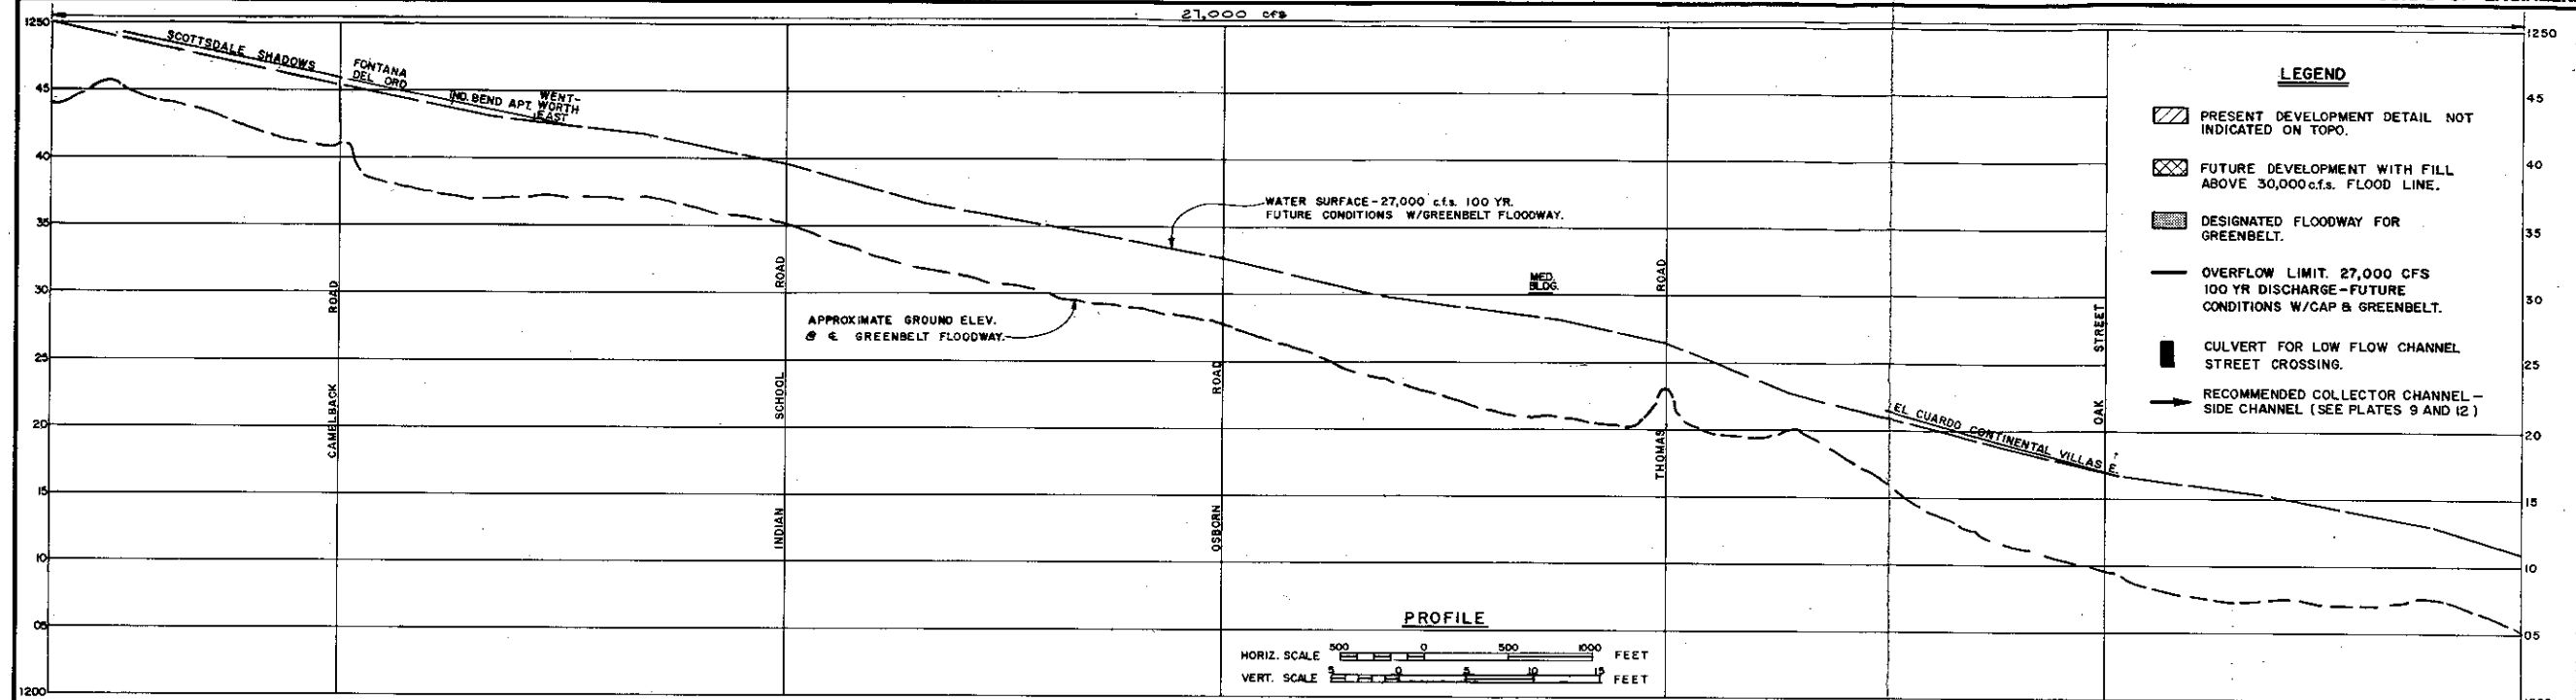 27,000 cfs
1250
45
40
35
30
25
20
15
10
05
1200
SCOTTSDALE SHADOWS
FONTANA
DEL ORO
IND. BEND APT.
WENT-
WORTH
EAST
CAMELBACK ROAD
INDIAN SCHOOL ROAD
OSBORN ROAD
THOMAS ROAD
OAK STREET
WATER SURFACE-27,000 c.f.s. 100 YR.
FUTURE CONDITIONS W/GREENBELT FLOODWAY.
APPROXIMATE GROUND ELEV.
@ ℄ GREENBELT FLOODWAY.
MED.
BLDG.
EL CUARDO CONTINENTAL VILLAS E.
1250
45
40
35
30
25
20
15
10
05
LEGEND
PRESENT DEVELOPMENT DETAIL NOT
INDICATED ON TOPO.
FUTURE DEVELOPMENT WITH FILL
ABOVE 30,000 c.f.s. FLOOD LINE.
DESIGNATED FLOODWAY FOR
GREENBELT.
OVERFLOW LIMIT. 27,000 CFS
100 YR DISCHARGE-FUTURE
CONDITIONS W/CAP & GREENBELT.
CULVERT FOR LOW FLOW CHANNEL
STREET CROSSING.
RECOMMENDED COLLECTOR CHANNEL-
SIDE CHANNEL (SEE PLATES 9 AND 12)
PROFILE
HORIZ. SCALE 500 0 500 1000 FEET
VERT. SCALE 5 0 5 10 15 FEET